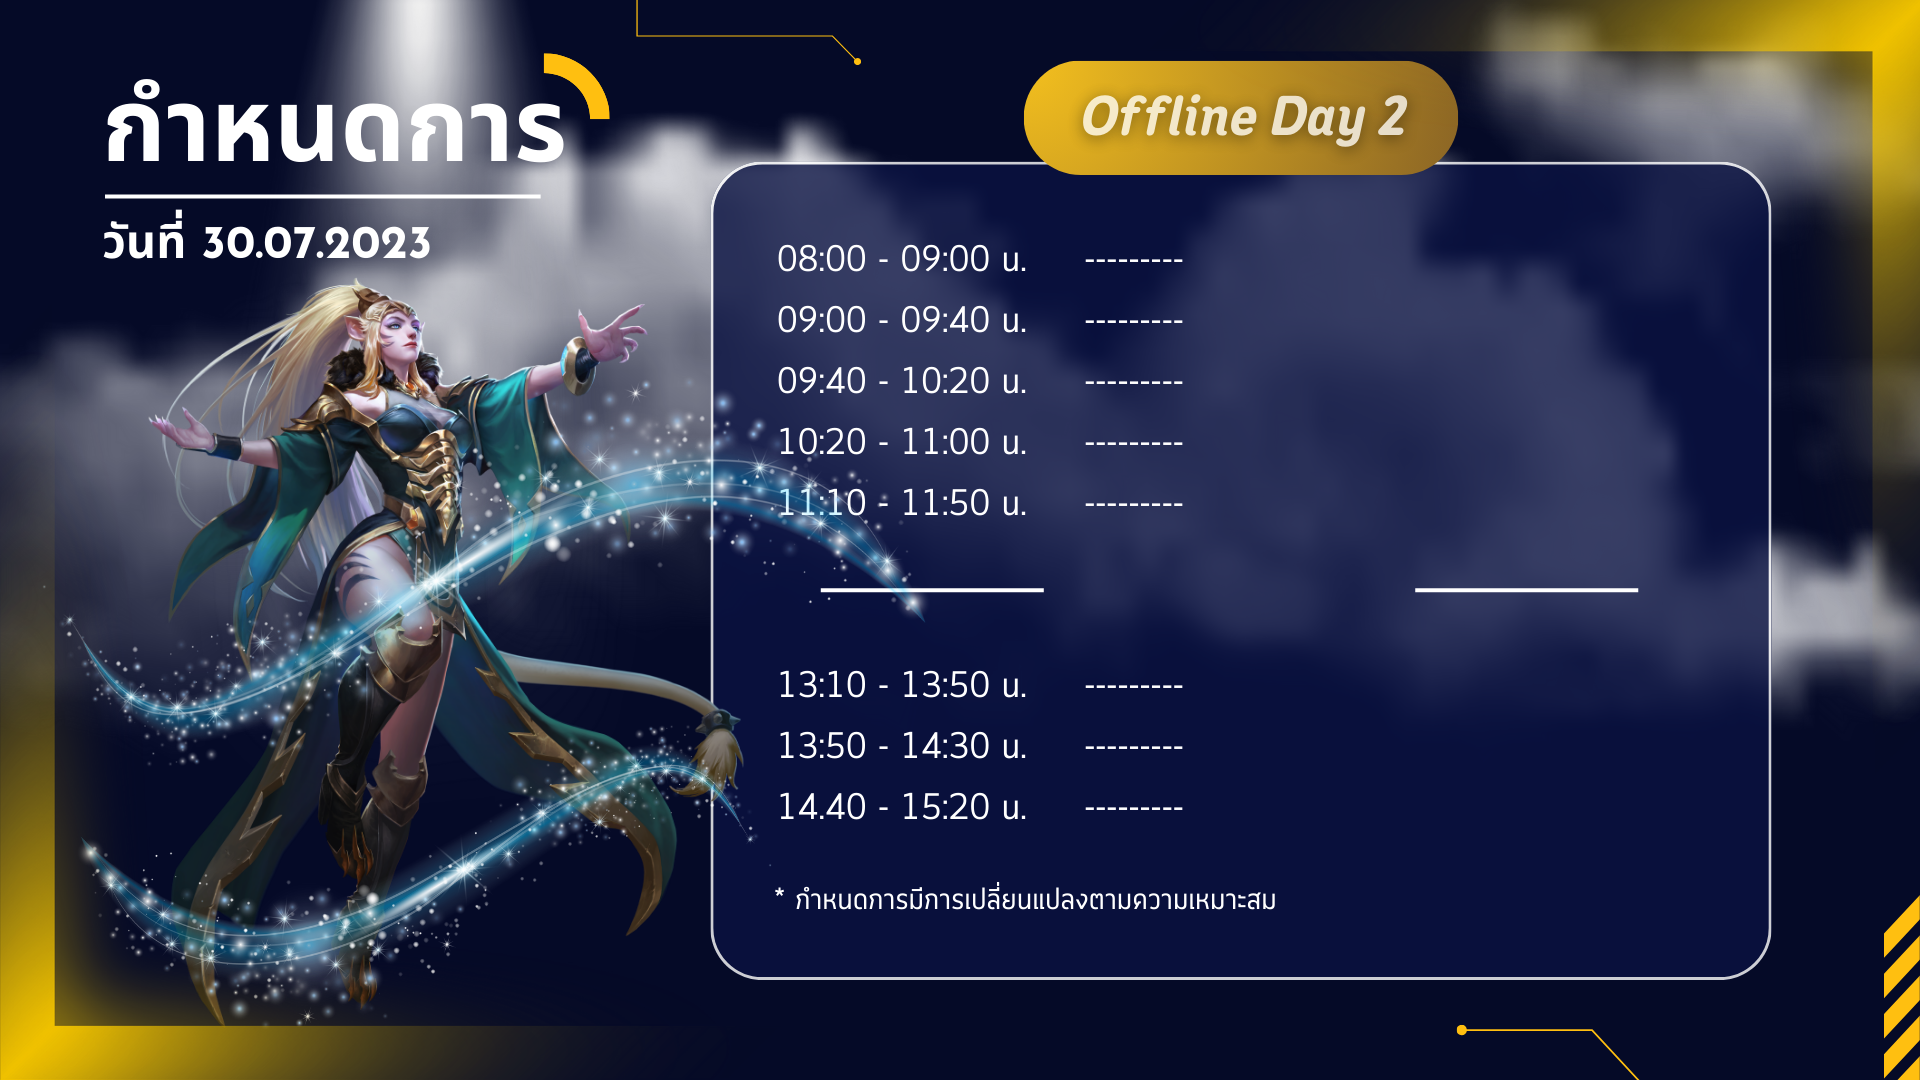 กำหนดการ
วันที่ 30.07.2023
Offline Day 2
08:00 - 09:00 น. ---------
09:00 - 09:40 น. ---------
09:40 - 10:20 น. ---------
10:20 - 11:00 น. ---------
11:10 - 11:50 น. ---------
13:10 - 13:50 น. ---------
13:50 - 14:30 น. ---------
14.40 - 15:20 น. ---------
* กำหนดการมีการเปลี่ยนแปลงตามความเหมาะสม